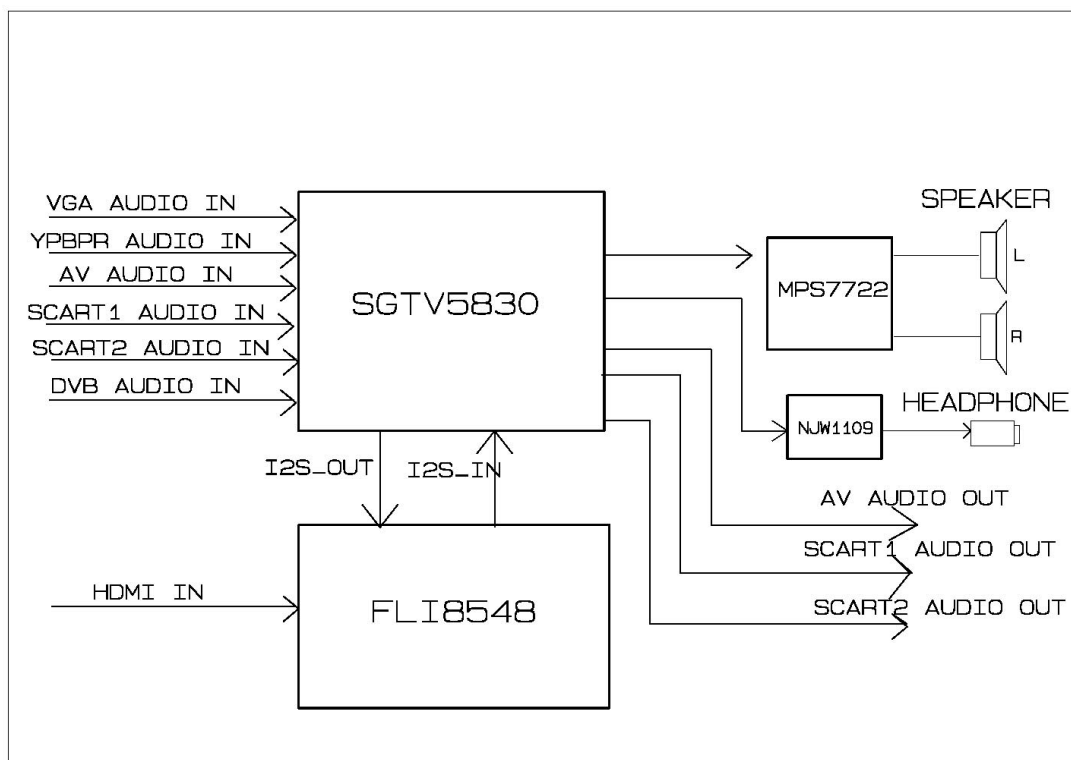 SPEAKER
VGA AUDIO IN
YPBPR AUDIO IN
AV AUDIO IN
SCART1 AUDIO IN
SCART2 AUDIO IN
DVB AUDIO IN
SGTV5830
MPS7722
L
R
HEADPHONE
NJW1109
I2S_OUT
I2S_IN
AV AUDIO OUT
SCART1 AUDIO OUT
SCART2 AUDIO OUT
HDMI IN
FLI8548